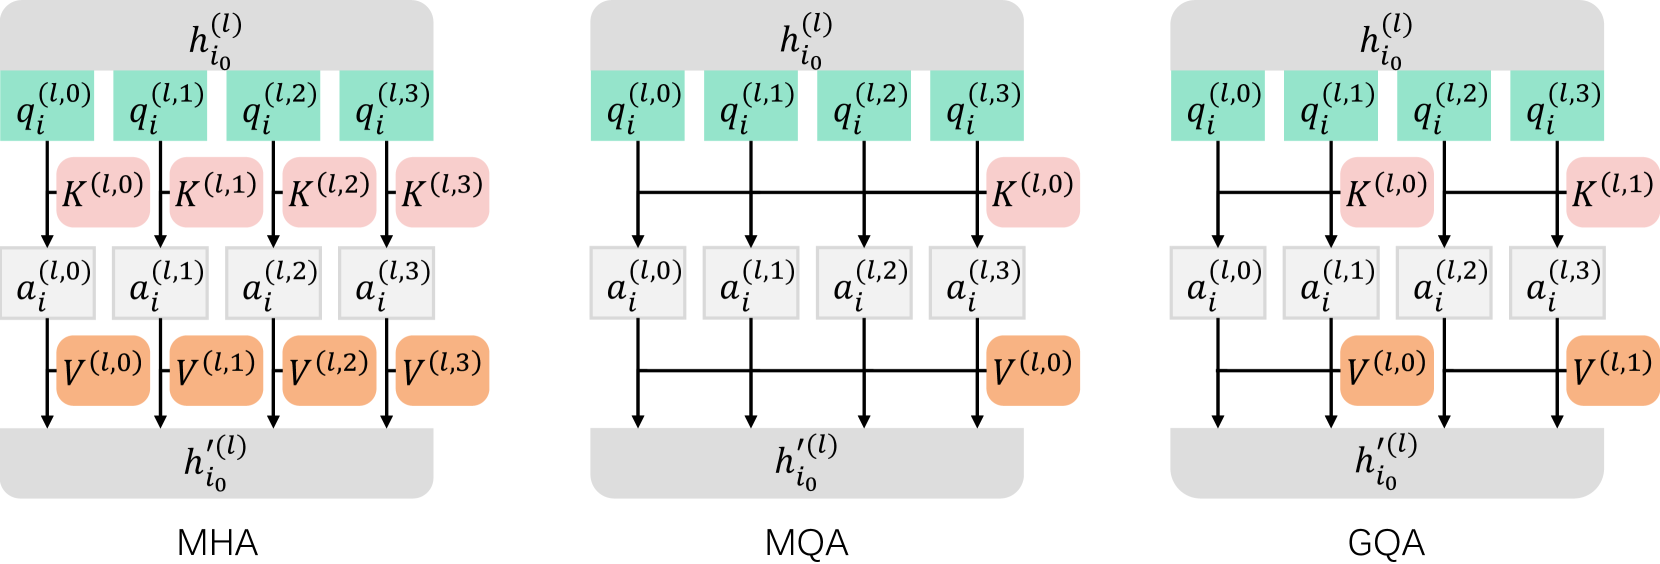 h_{i_0}^{(l)} h_{i_0}^{(l)} h_{i_0}^{(l)}
q_i^{(l,0)} q_i^{(l,1)} q_i^{(l,2)} q_i^{(l,3)} q_i^{(l,0)} q_i^{(l,1)} q_i^{(l,2)} q_i^{(l,3)} q_i^{(l,0)} q_i^{(l,1)} q_i^{(l,2)} q_i^{(l,3)}
K^{(l,0)} K^{(l,1)} K^{(l,2)} K^{(l,3)} K^{(l,0)} K^{(l,0)} K^{(l,1)}
a_i^{(l,0)} a_i^{(l,1)} a_i^{(l,2)} a_i^{(l,3)} a_i^{(l,0)} a_i^{(l,1)} a_i^{(l,2)} a_i^{(l,3)} a_i^{(l,0)} a_i^{(l,1)} a_i^{(l,2)} a_i^{(l,3)}
V^{(l,0)} V^{(l,1)} V^{(l,2)} V^{(l,3)} V^{(l,0)} V^{(l,0)} V^{(l,1)}
h_{i_0}^{′(l)} h_{i_0}^{′(l)} h_{i_0}^{′(l)}
MHA MQA GQA